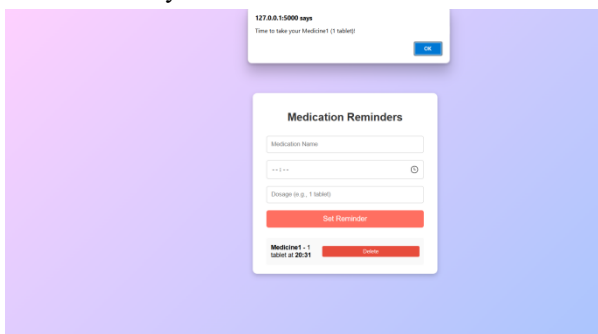 127.0.0.1:5000 says
Time to take your Medicine1 (1 tablet)!
OK
Medication Reminders
Medication Name
--:--
Dosage (e.g., 1 tablet)
Set Reminder
Medicine1 - 1
tablet at 20:31
Delete